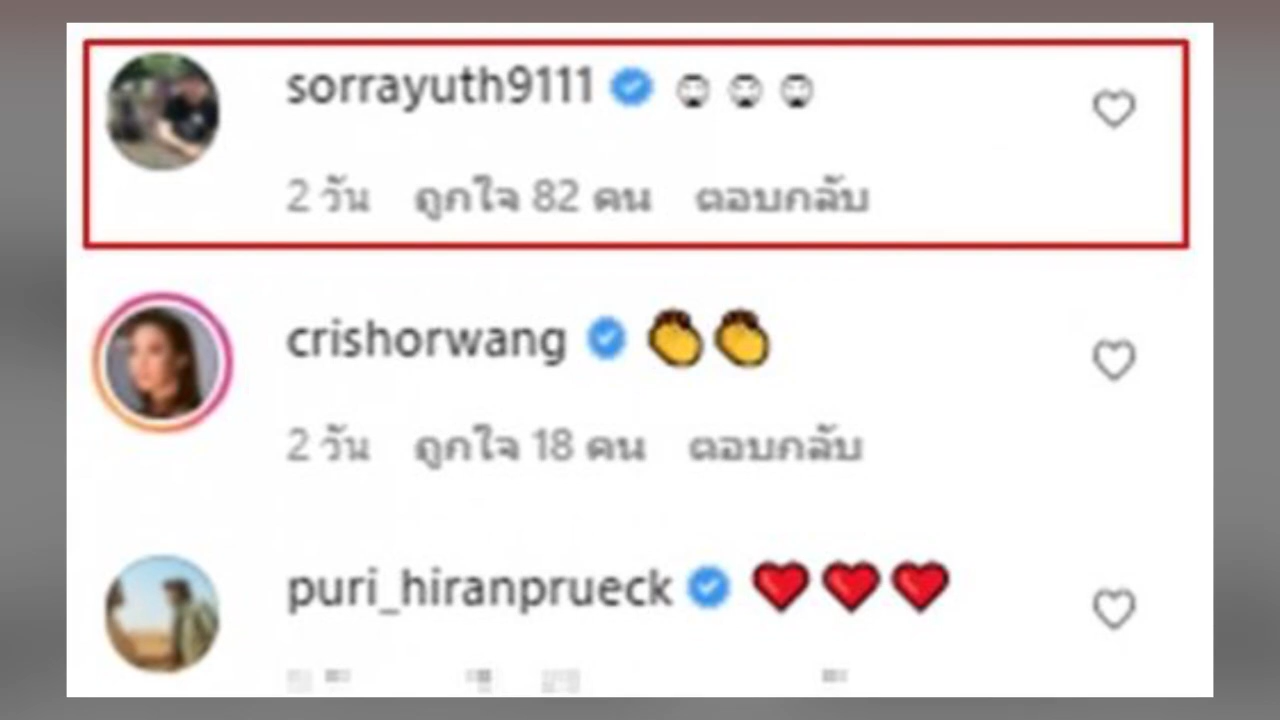 sorrayuth9111
2 วัน ถูกใจ 82 คน ตอบกลับ
crishorwang 👏👏
2 วัน ถูกใจ 18 คน ตอบกลับ
puri_hiranprueck ❤️❤️❤️